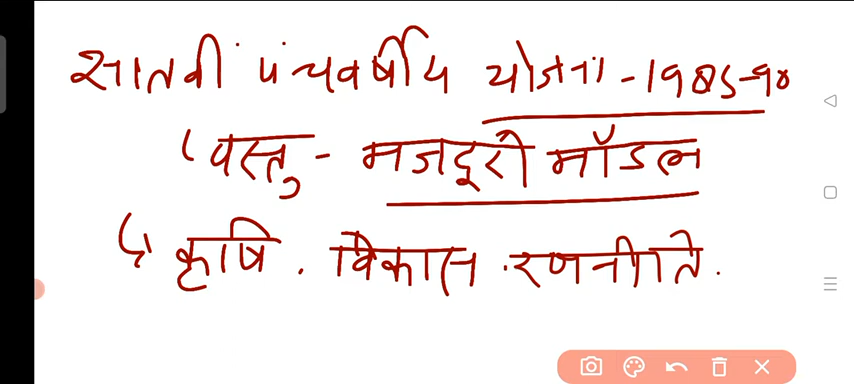 सातवीं पंचवर्षीय योजना - 1985-90
वस्तु - मजदूरी मॉडल
कृषि . विकास . रणनीति .